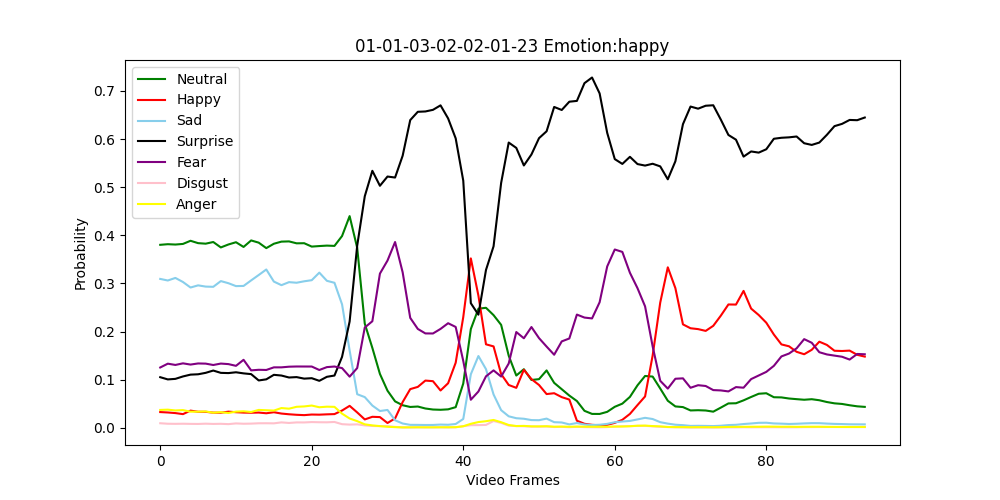 01-01-03-02-02-01-23 Emotion:happy
Neutral
Happy
Sad
Surprise
Fear
Disgust
Anger
0.7
0.6
0.5
0.4
0.3
0.2
0.1
0.0
Probability
0 20 40 60 80
Video Frames